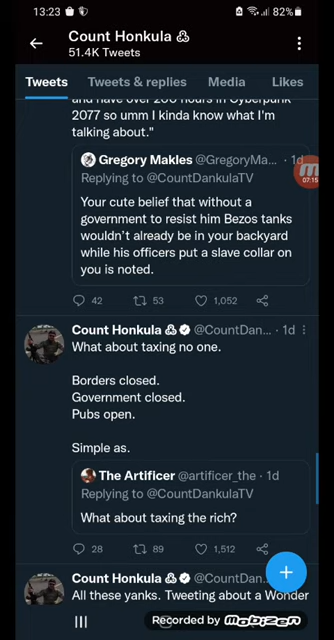 13:23
82%
Count Honkula
51.4K Tweets
Tweets
Tweets & replies
Media
Likes
and have over 200 hours in Cyberpunk
2077 so umm I kinda know what I'm
talking about."
Gregory Makles @GregoryMa... · 1d
Replying to @CountDankulaTV
Your cute belief that without a
government to resist him Bezos tanks
wouldn't already be in your backyard
while his officers put a slave collar on
you is noted.
07:15
42
53
1,052
Count Honkula @CountDan... · 1d
What about taxing no one.
Borders closed.
Government closed.
Pubs open.
Simple as.
The Artificer @artificer_the · 1d
Replying to @CountDankulaTV
What about taxing the rich?
28
89
1,512
Count Honkula @CountDan...
All these yanks. Tweeting about a Wonder
Recorded by mobizen